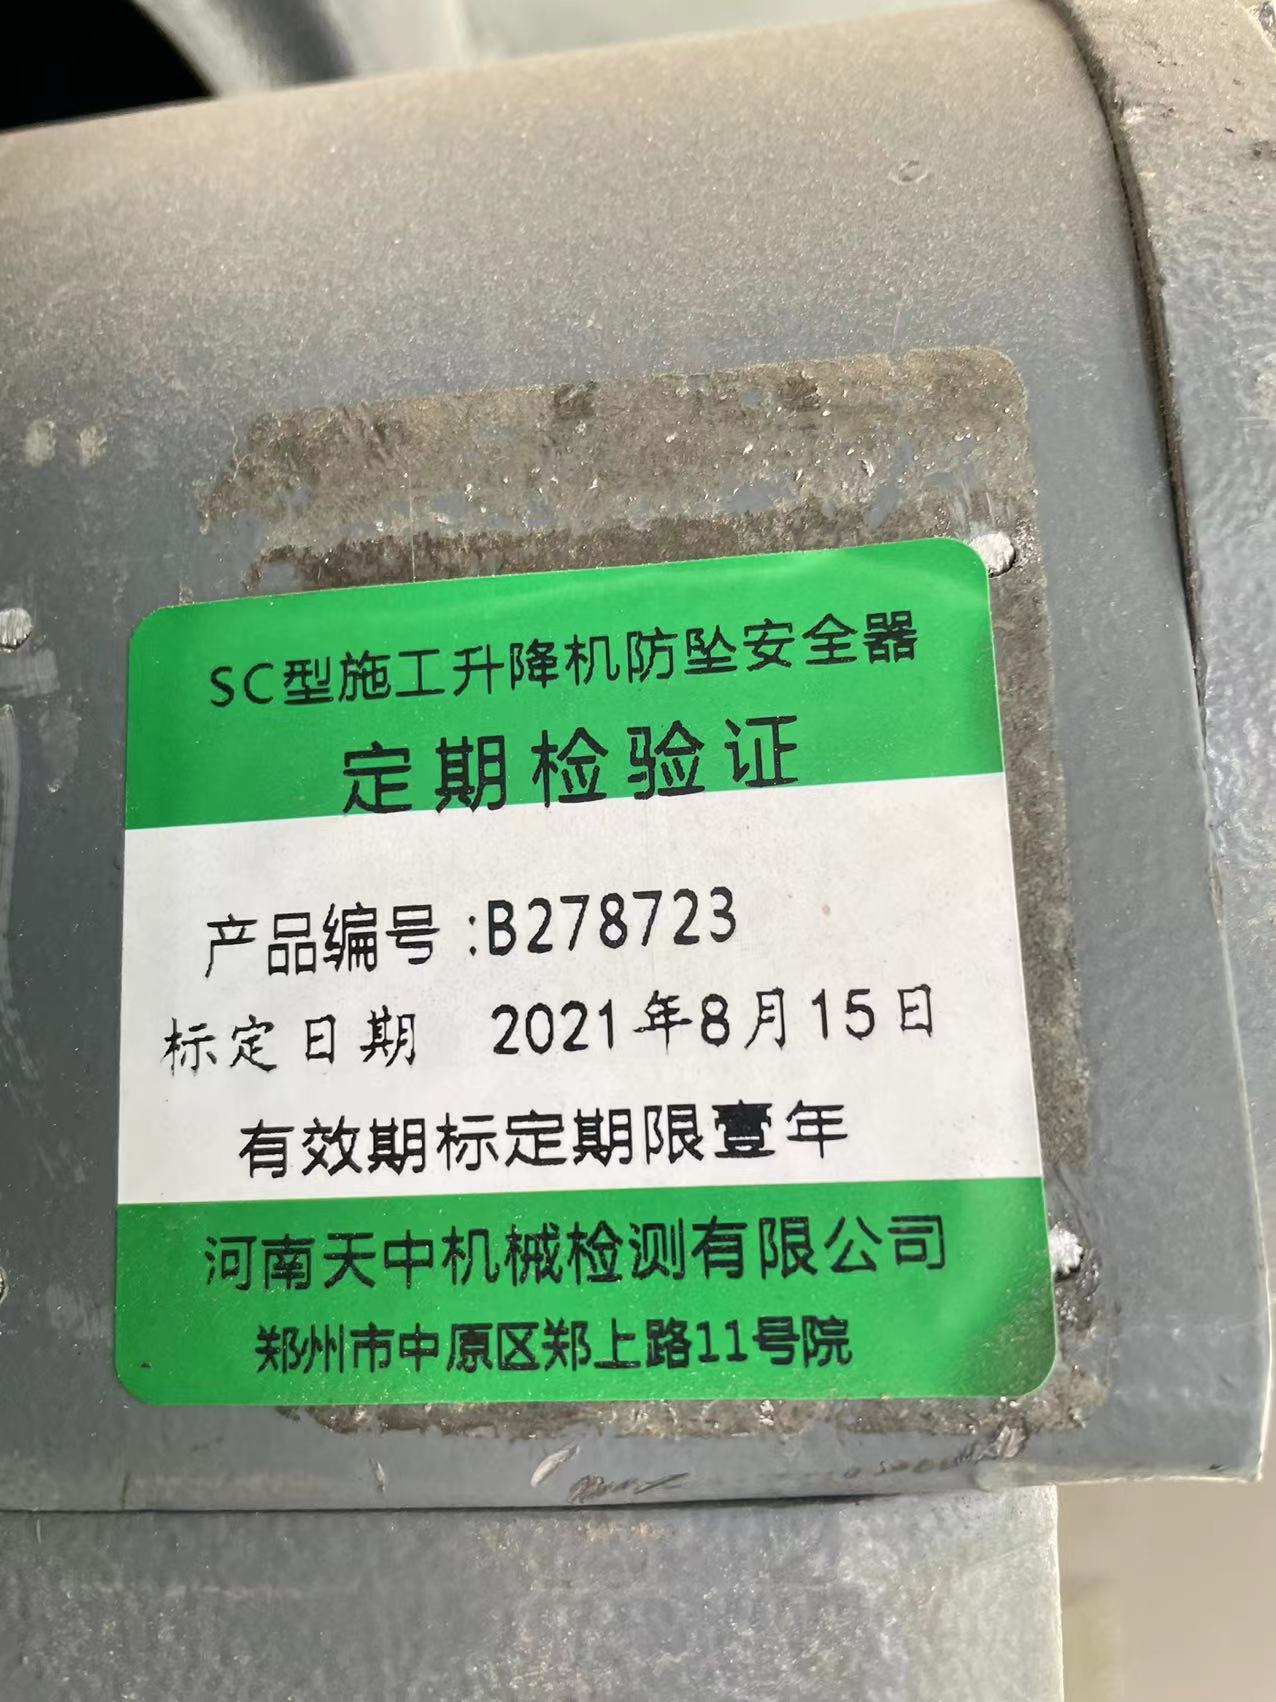 SC型施工升降机防坠安全器
定期检验证
产品编号:B278723
标定日期 2021年8月15日
有效期标定期限壹年
河南天中机械检测有限公司
郑州市中原区郑上路11号院